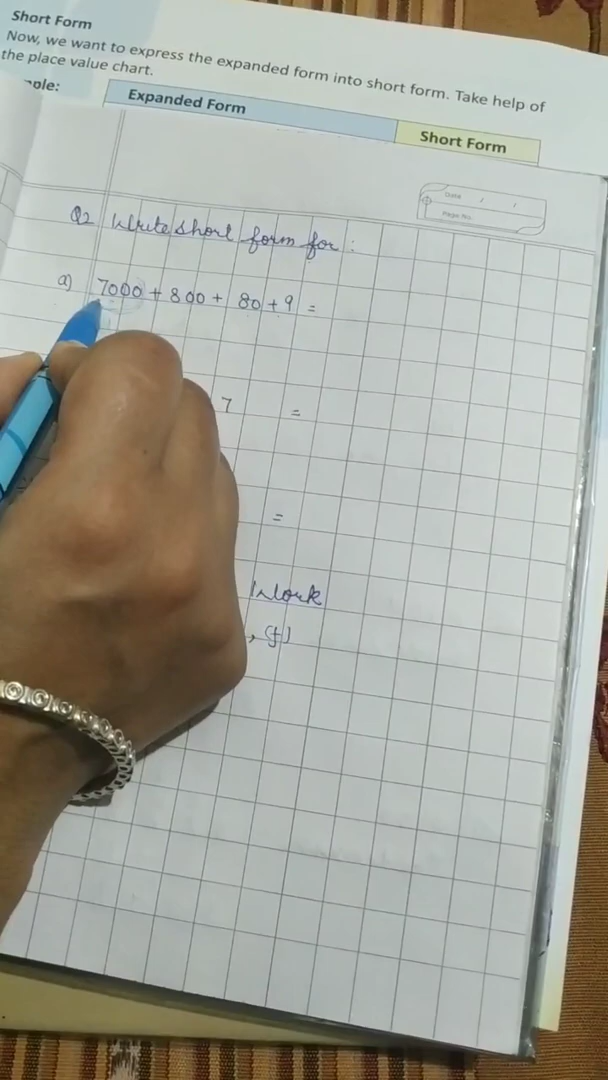 Short Form
Now, we want to express the expanded form into short form. Take help of
the place value chart.
Expanded Form
Short Form
Date / /
Page No.
Q2 Write short form for :
a) 7000 + 800 + 80 + 9 =
7 =
=
Work
, (f)